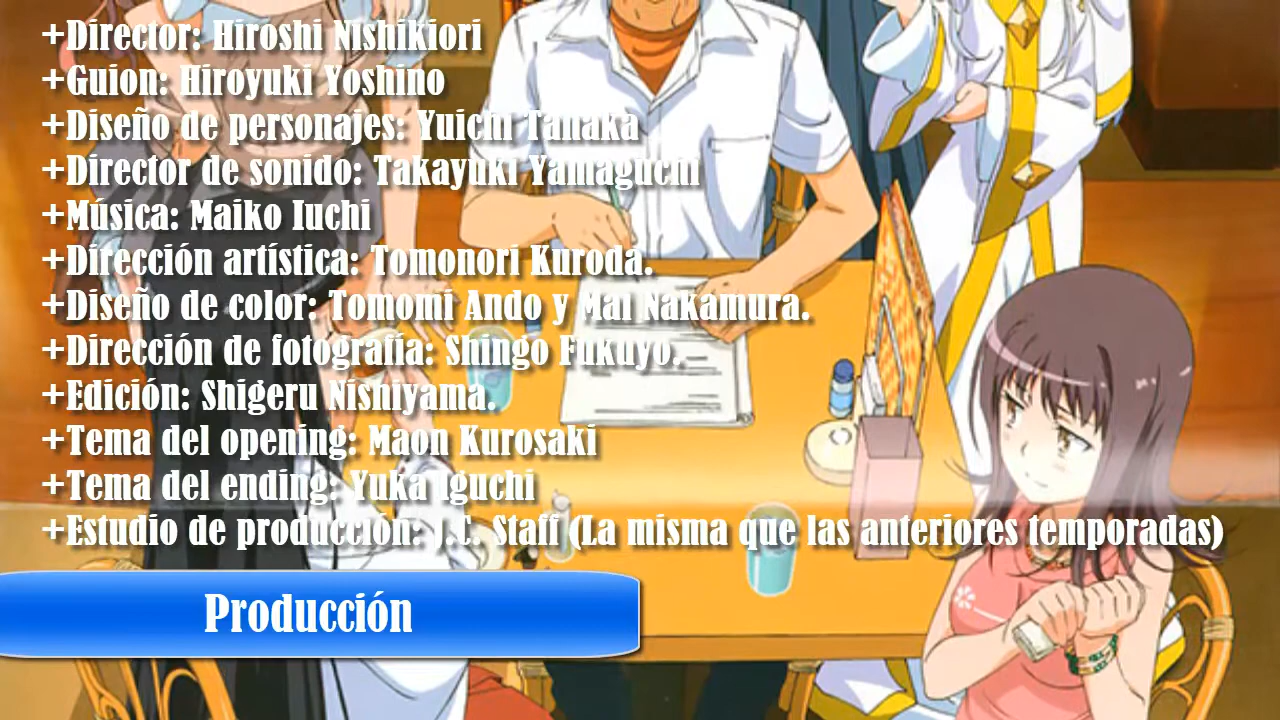 +Director: Hiroshi Nishikiori
+Guion: Hiroyuki Yoshino
+Diseño de personajes: Yuichi Tanaka
+Director de sonido: Takayuki Yamaguchi
+Música: Maiko Iuchi
+Dirección artística: Tomonori Kuroda.
+Diseño de color: Tomomi Ando y Mai Nakamura.
+Dirección de fotografía: Shingo Fukuyo.
+Edición: Shigeru Nishiyama.
+Tema del opening: Maon Kurosaki
+Tema del ending: Yuka Iguchi
+Estudio de producción: J.C. Staff (La misma que las anteriores temporadas)
Producción